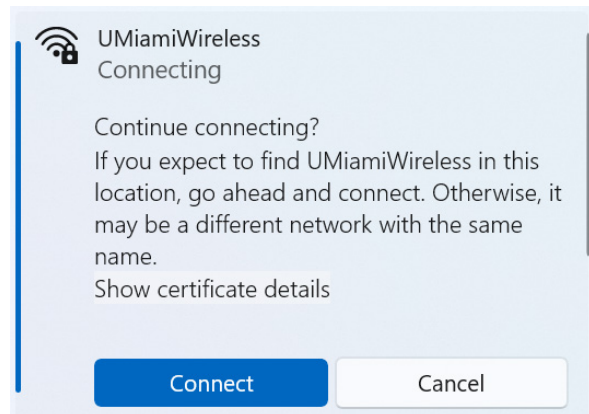 UMiamiWireless
Connecting
Continue connecting?
If you expect to find UMiamiWireless in this
location, go ahead and connect. Otherwise, it
may be a different network with the same
name.
Show certificate details
Connect
Cancel